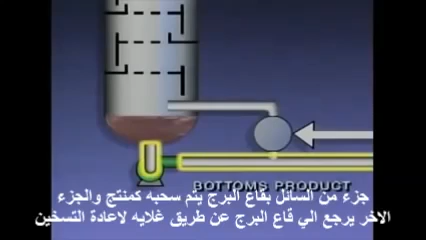 BOTTOMS PRODUCT
جزء من السائل بقاع البرج يتم سحبه كمنتج والجزء
الاخر يرجع الي قاع البرج عن طريق غلايه لاعادة التسخين